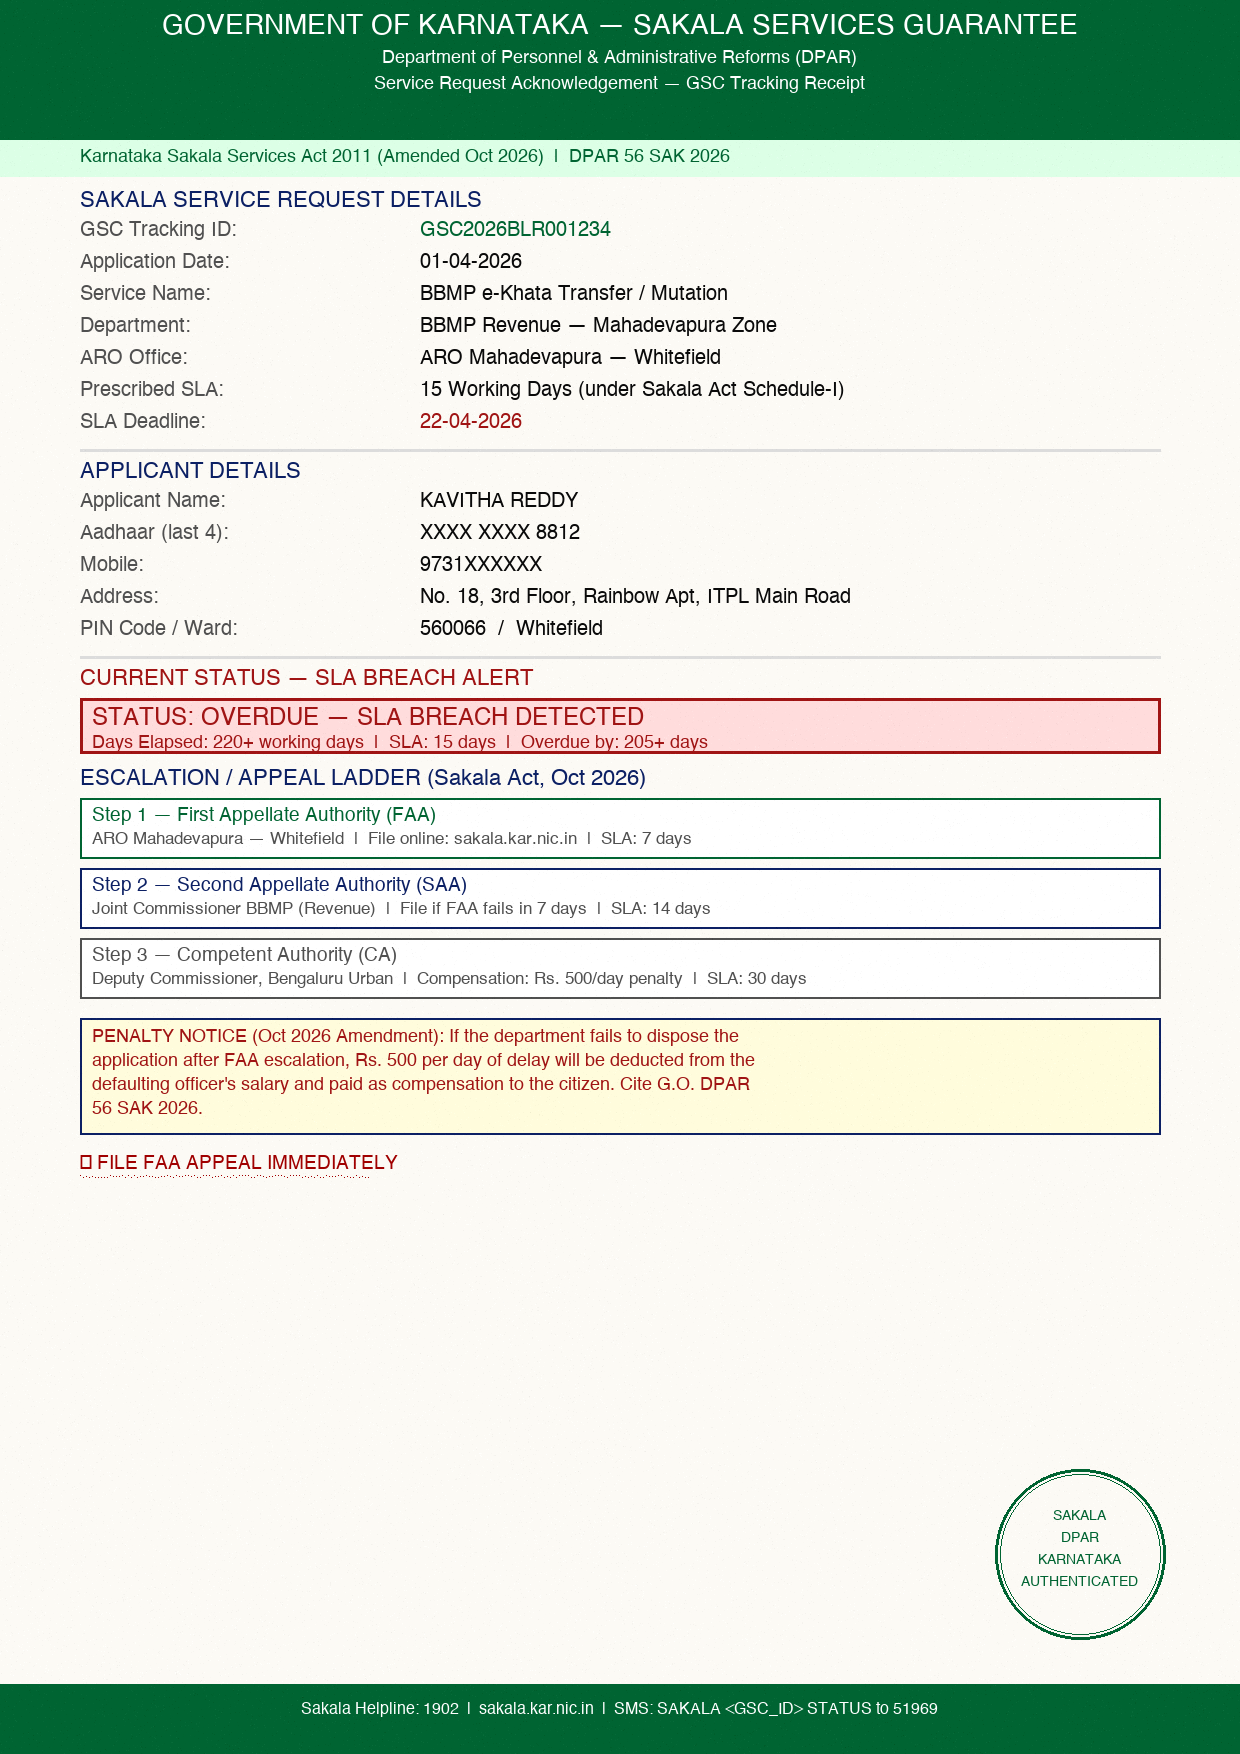 GOVERNMENT OF KARNATAKA — SAKALA SERVICES GUARANTEE
Department of Personnel & Administrative Reforms (DPAR)
Service Request Acknowledgement — GSC Tracking Receipt
Karnataka Sakala Services Act 2011 (Amended Oct 2026) | DPAR 56 SAK 2026
SAKALA SERVICE REQUEST DETAILS
GSC Tracking ID: GSC2026BLR001234
Application Date: 01-04-2026
Service Name: BBMP e-Khata Transfer / Mutation
Department: BBMP Revenue — Mahadevapura Zone
ARO Office: ARO Mahadevapura — Whitefield
Prescribed SLA: 15 Working Days (under Sakala Act Schedule-I)
SLA Deadline: 22-04-2026
APPLICANT DETAILS
Applicant Name: KAVITHA REDDY
Aadhaar (last 4): XXXX XXXX 8812
Mobile: 9731XXXXXX
Address: No. 18, 3rd Floor, Rainbow Apt, ITPL Main Road
PIN Code / Ward: 560066 / Whitefield
CURRENT STATUS — SLA BREACH ALERT
STATUS: OVERDUE — SLA BREACH DETECTED
Days Elapsed: 220+ working days | SLA: 15 days | Overdue by: 205+ days
ESCALATION / APPEAL LADDER (Sakala Act, Oct 2026)
Step 1 — First Appellate Authority (FAA)
ARO Mahadevapura — Whitefield | File online: sakala.kar.nic.in | SLA: 7 days
Step 2 — Second Appellate Authority (SAA)
Joint Commissioner BBMP (Revenue) | File if FAA fails in 7 days | SLA: 14 days
Step 3 — Competent Authority (CA)
Deputy Commissioner, Bengaluru Urban | Compensation: Rs. 500/day penalty | SLA: 30 days
PENALTY NOTICE (Oct 2026 Amendment): If the department fails to dispose the
application after FAA escalation, Rs. 500 per day of delay will be deducted from the
defaulting officer's salary and paid as compensation to the citizen. Cite G.O. DPAR
56 SAK 2026.
FILE FAA APPEAL IMMEDIATELY
SAKALA
DPAR
KARNATAKA
AUTHENTICATED
Sakala Helpline: 1902 | sakala.kar.nic.in | SMS: SAKALA <GSC_ID> STATUS to 51969